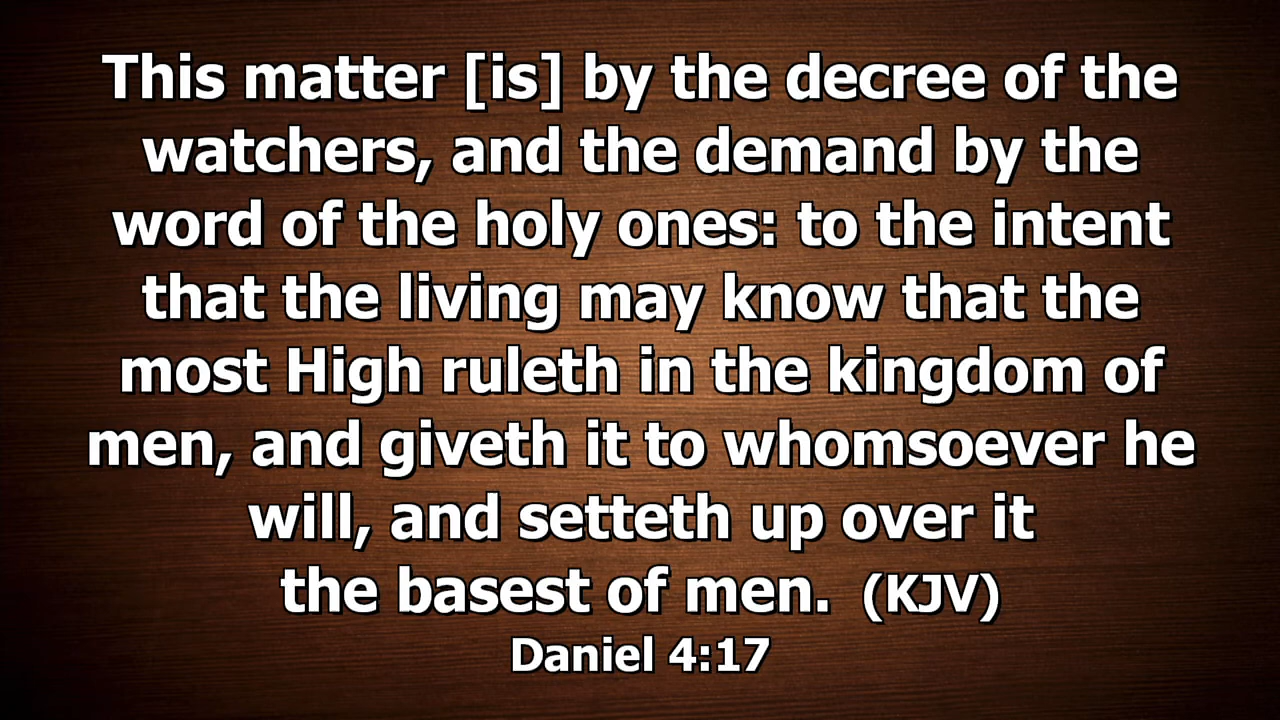 This matter [is] by the decree of the
watchers, and the demand by the
word of the holy ones: to the intent
that the living may know that the
most High ruleth in the kingdom of
men, and giveth it to whomsoever he
will, and setteth up over it
the basest of men. (KJV)
Daniel 4:17